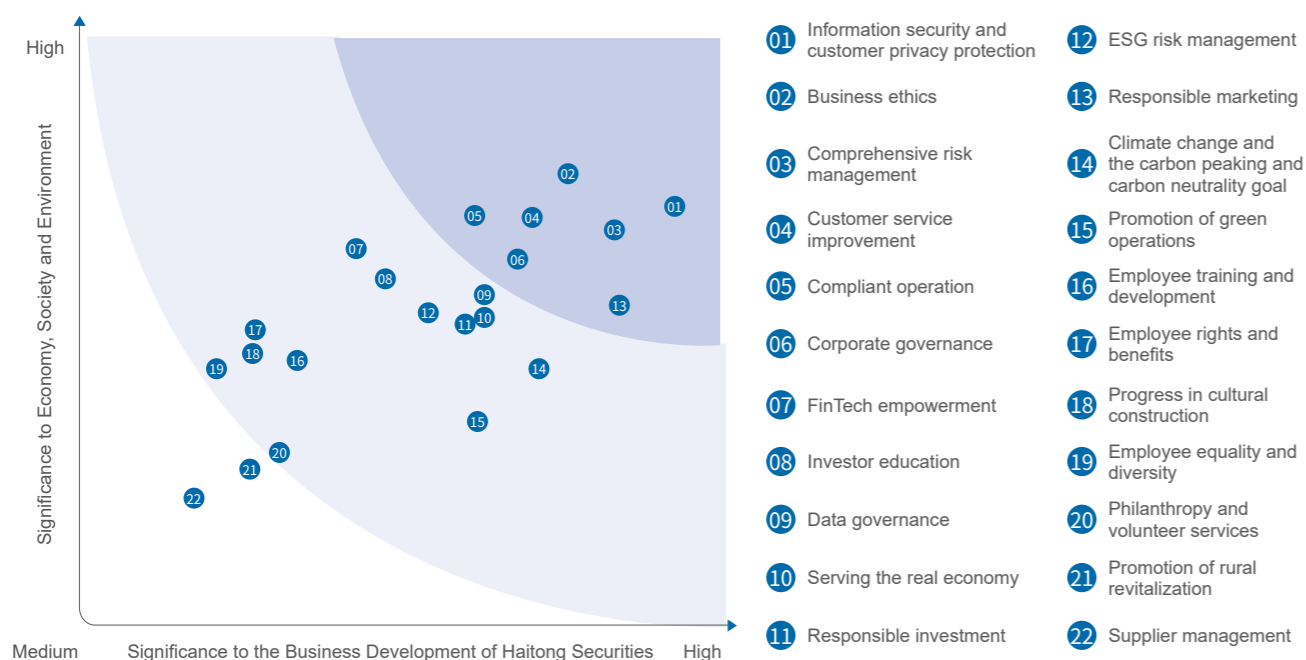 High
Significance to Economy, Society and Environment
02
01
05
04
03
07
06
08
09
13
12
11
10
17
18
16
19
14
15
20
21
22
Medium
Significance to the Business Development of Haitong Securities
High
01 Information security and
customer privacy protection
02 Business ethics
03 Comprehensive risk
management
04 Customer service
improvement
05 Compliant operation
06 Corporate governance
07 FinTech empowerment
08 Investor education
09 Data governance
10 Serving the real economy
11 Responsible investment
12 ESG risk management
13 Responsible marketing
14 Climate change and
the carbon peaking and
carbon neutrality goal
15 Promotion of green
operations
16 Employee training and
development
17 Employee rights and
benefits
18 Progress in cultural
construction
19 Employee equality and
diversity
20 Philanthropy and
volunteer services
21 Promotion of rural
revitalization
22 Supplier management